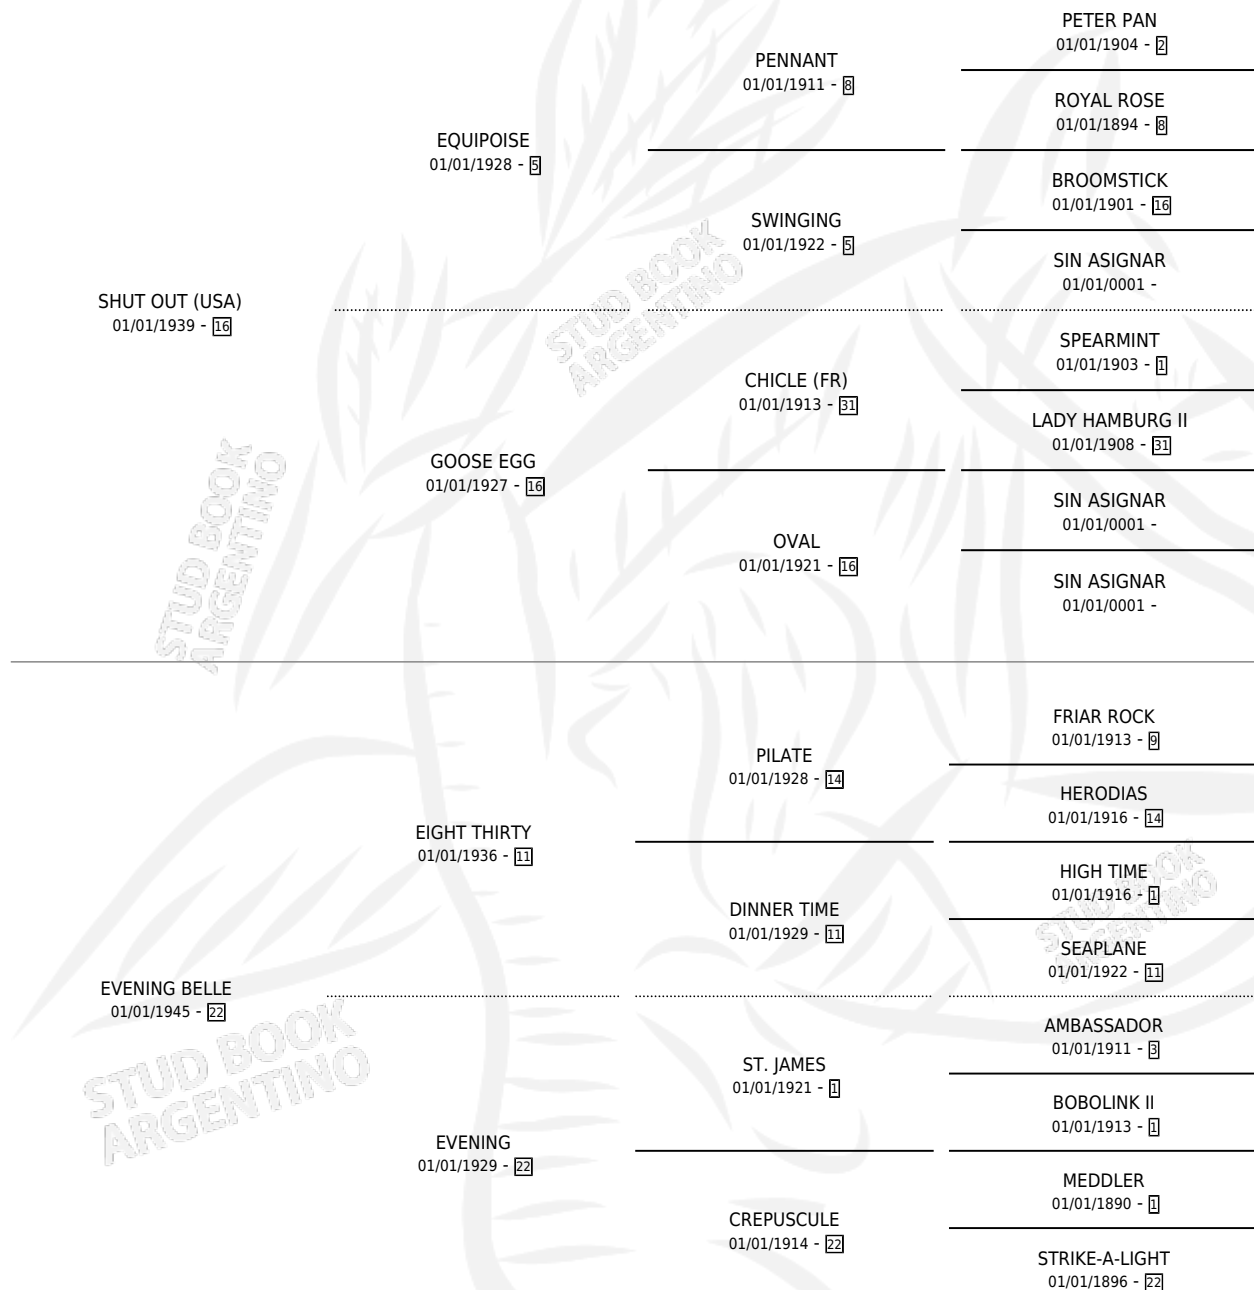 PETER PAN
01/01/1904 - 2
PENNANT
01/01/1911 - 8
ROYAL ROSE
01/01/1894 - 8
EQUIPOISE
01/01/1928 - 5
BROOMSTICK
01/01/1901 - 16
SWINGING
01/01/1922 - 5
SIN ASIGNAR
01/01/0001 -
SHUT OUT (USA)
01/01/1939 - 16
STUD BOOK
ARGENTINO
SPEARMINT
01/01/1903 - 1
CHICLE (FR)
01/01/1913 - 31
LADY HAMBURG II
01/01/1908 - 31
GOOSE EGG
01/01/1927 - 16
SIN ASIGNAR
01/01/0001 -
OVAL
01/01/1921 - 16
SIN ASIGNAR
01/01/0001 -
STUD BOOK
ARGENTINO
FRIAR ROCK
01/01/1913 - 9
PILATE
01/01/1928 - 14
HERODIAS
01/01/1916 - 14
EIGHT THIRTY
01/01/1936 - 11
HIGH TIME
01/01/1916 - 1
DINNER TIME
01/01/1929 - 11
SEAPLANE
01/01/1922 - 11
STUD BOOK
ARGENTINO
EVENING BELLE
01/01/1945 - 22
AMBASSADOR
01/01/1911 - 3
ST. JAMES
01/01/1921 - 1
BOBOLINK II
01/01/1913 - 1
STUD BOOK
ARGENTINO
EVENING
01/01/1929 - 22
MEDDLER
01/01/1890 - 1
CREPUSCULE
01/01/1914 - 22
STRIKE-A-LIGHT
01/01/1896 - 22